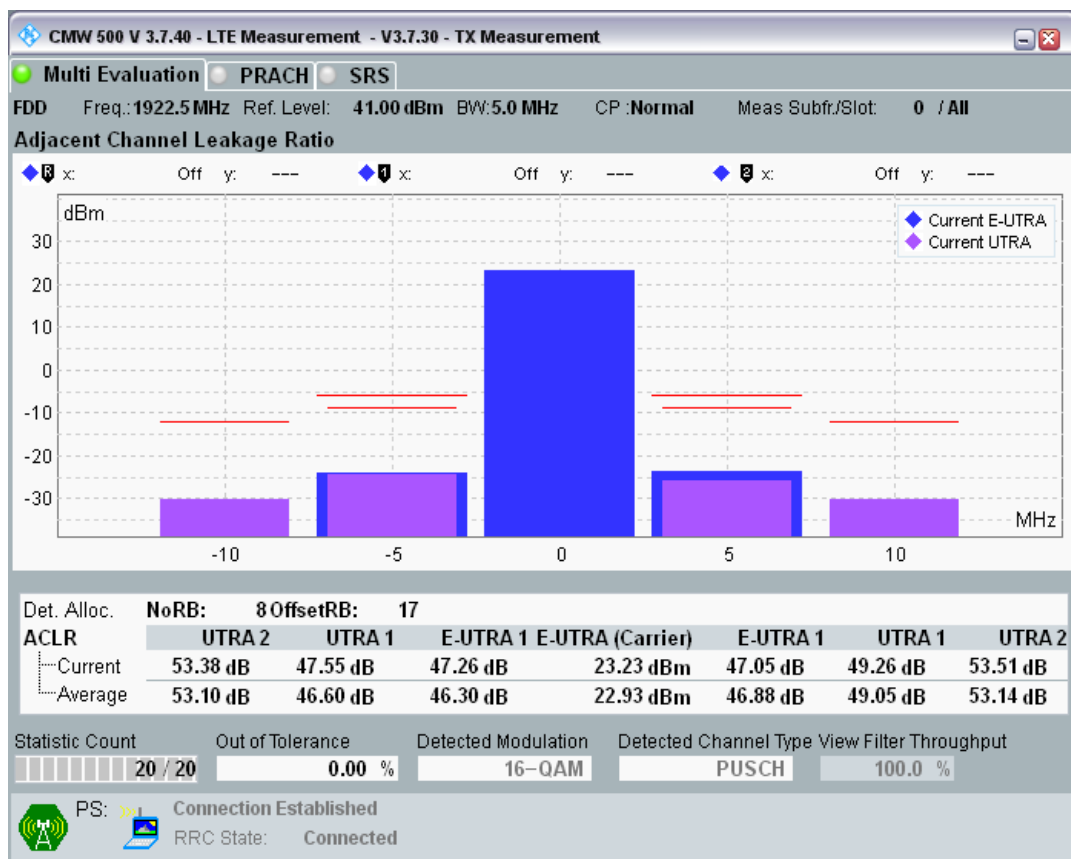 CMW 500 V 3.7.40 - LTE Measurement - V3.7.30 - TX Measurement
Multi Evaluation PRACH SRS
FDD Freq.: 1922.5 MHz Ref. Level: 41.00 dBm BW: 5.0 MHz CP : Normal Meas Subfr./Slot: 0 / All
Adjacent Channel Leakage Ratio
R x: Off y: --- 1 x: Off y: --- 2 x: Off y: ---
dBm
Current E-UTRA
Current UTRA
30
20
10
0
-10
-20
-30
MHz
-10 -5 0 5 10
Det. Alloc. NoRB: 8 OffsetRB: 17
ACLR UTRA 2 UTRA 1 E-UTRA 1 E-UTRA (Carrier) E-UTRA 1 UTRA 1 UTRA 2
Current 53.38 dB 47.55 dB 47.26 dB 23.23 dBm 47.05 dB 49.26 dB 53.51 dB
Average 53.10 dB 46.60 dB 46.30 dB 22.93 dBm 46.88 dB 49.05 dB 53.14 dB
Statistic Count Out of Tolerance Detected Modulation Detected Channel Type View Filter Throughput
20 / 20 0.00 % 16-QAM PUSCH 100.0 %
PS: Connection Established
RRC State: Connected